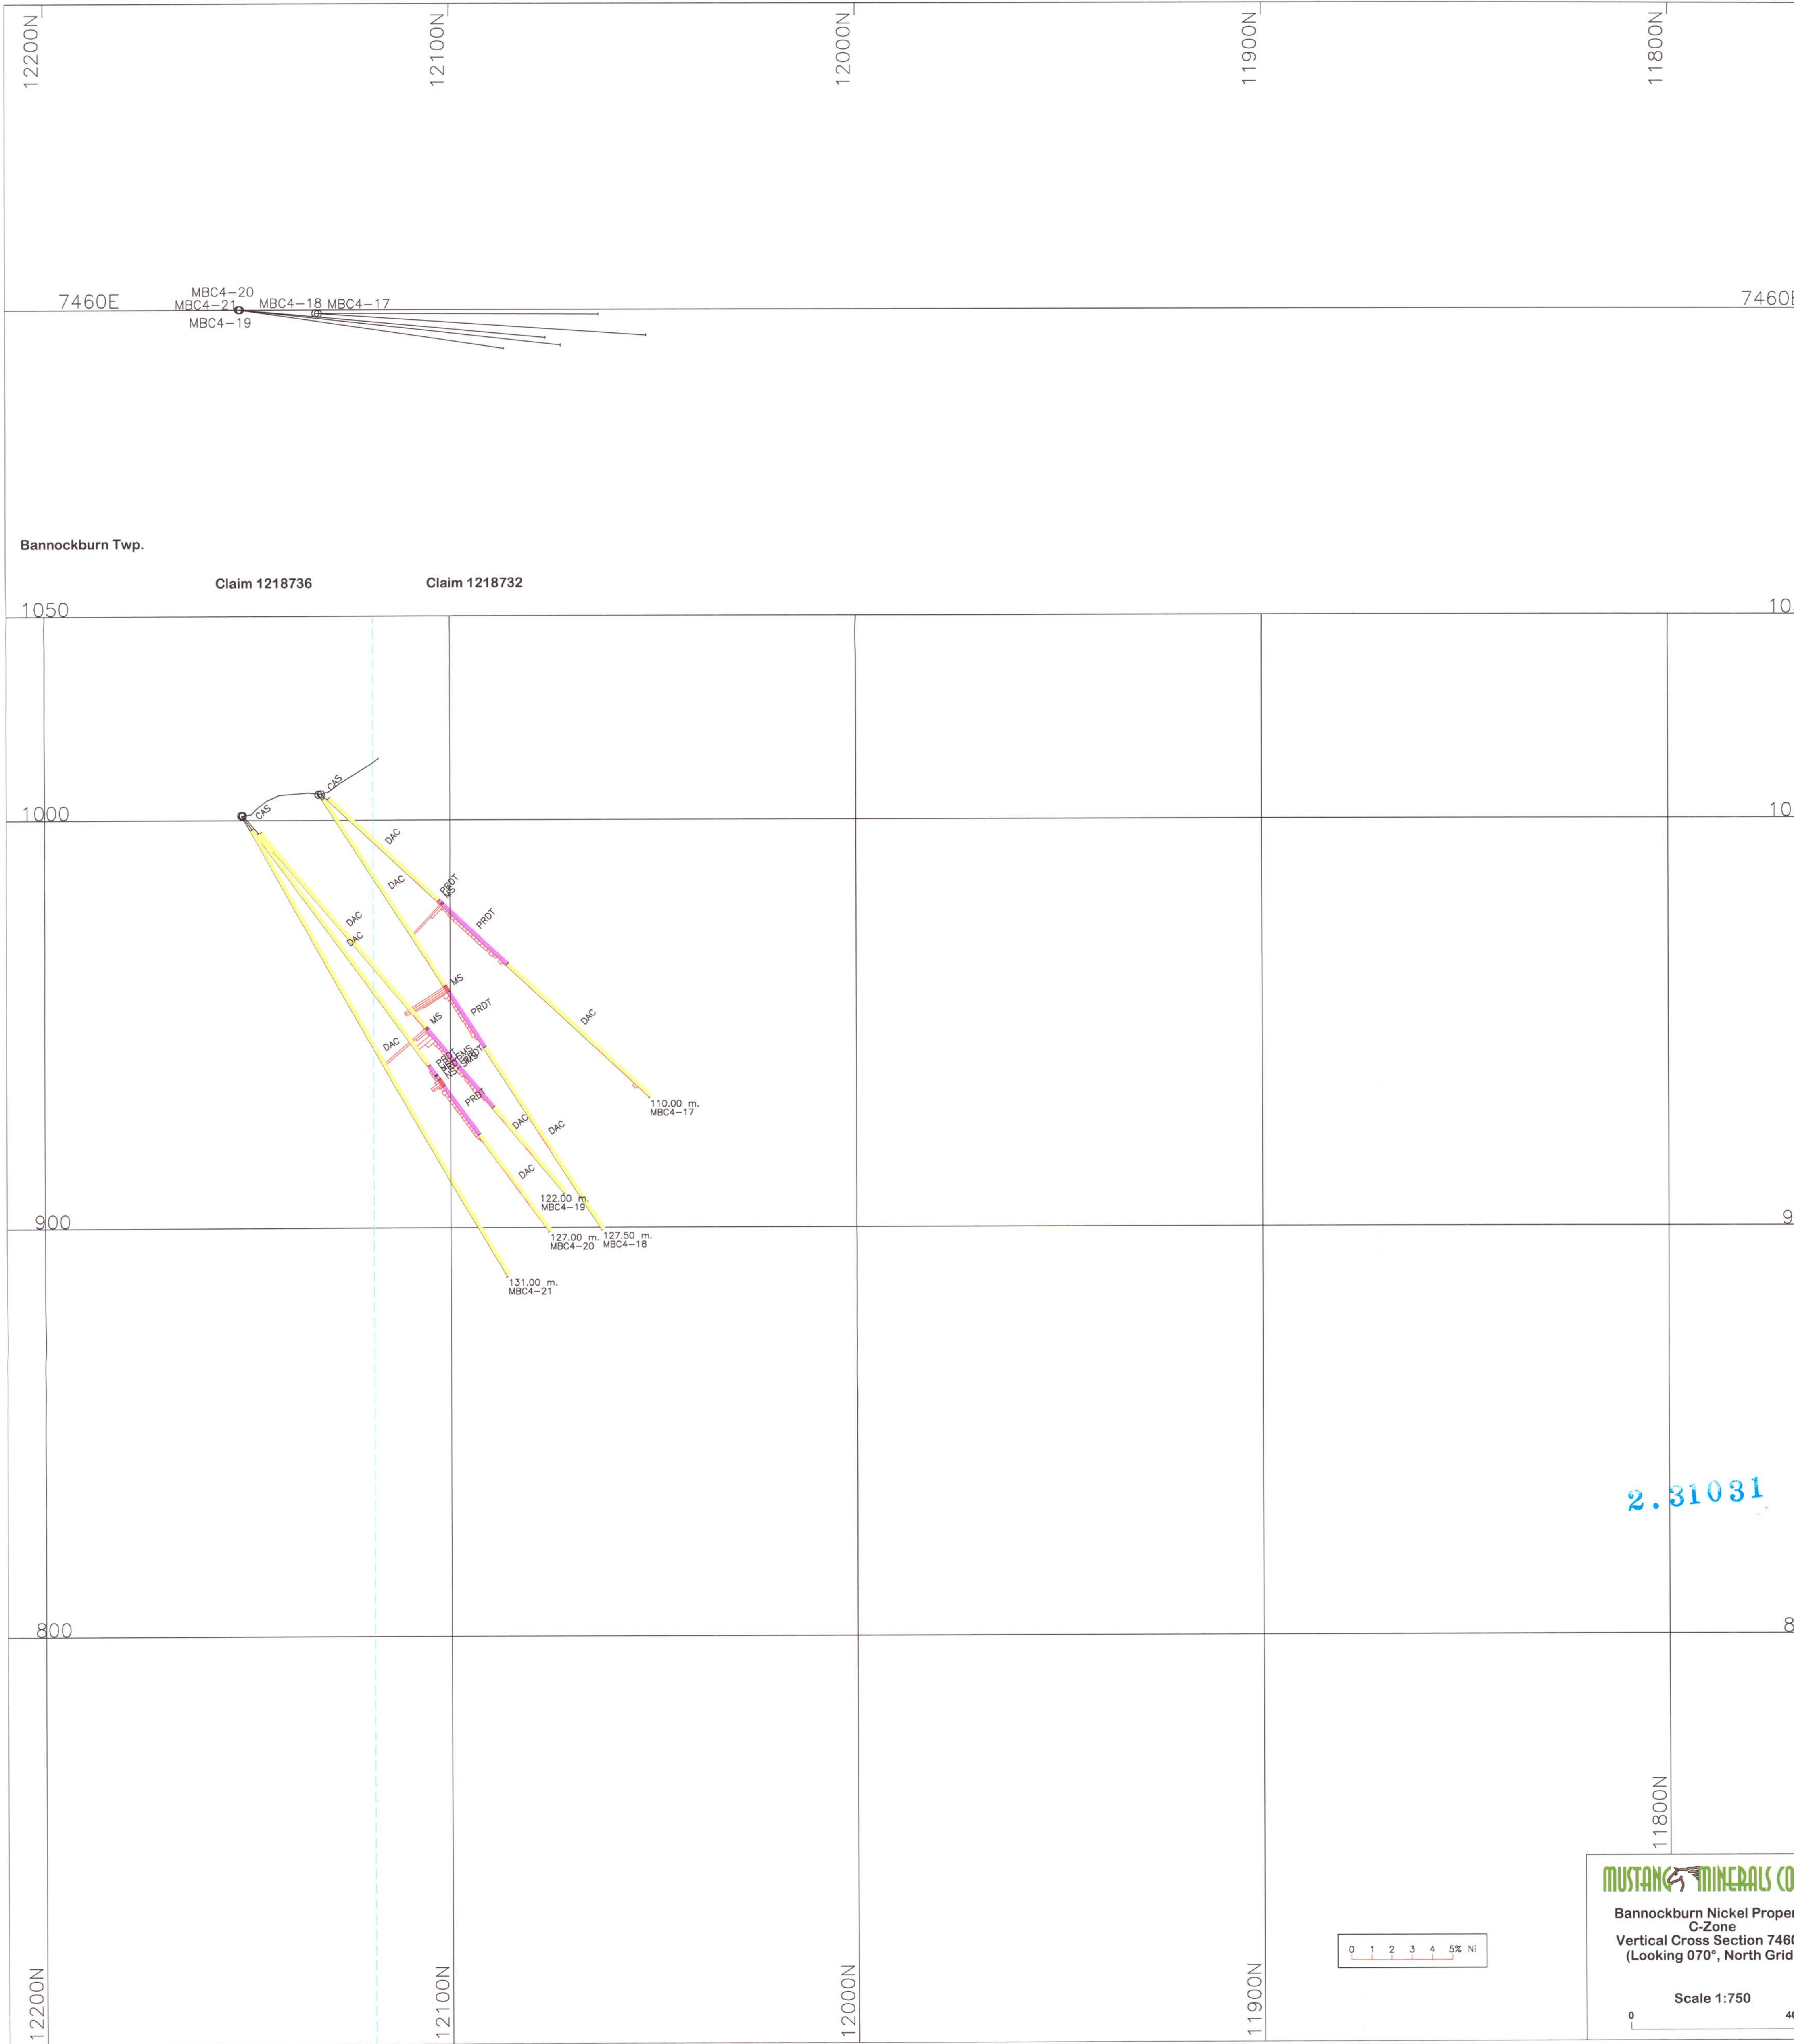 12200N
12100N
12000N
11900N
11800N
MBC4-20
7460E
MBC4-21
MBC4-18 MBC4-17
7460E
MBC4-19
Bannockburn Twp.
Claim 1218736
Claim 1218732
1050
CAS
CAS
1000
DAC
DAC
PRDT
MS
DAC
PRDT
DAC
MS
PRDT
DAC
MS
DAC
PRDT
DAC
DAC
110.00 m.
MBC4-17
DAC
122.00 m.
MBC4-19
900
127.00 m.
MBC4-20
127.50 m.
MBC4-18
131.00 m.
MBC4-21
2.31031
800
11800N
MUSTANG MINERALS CO
Bannockburn Nickel Proper
C-Zone
Vertical Cross Section 7460
(Looking 070°, North Grid
0 1 2 3 4 5% Ni
Scale 1:750
0
12200N
12100N
12000N
11900N